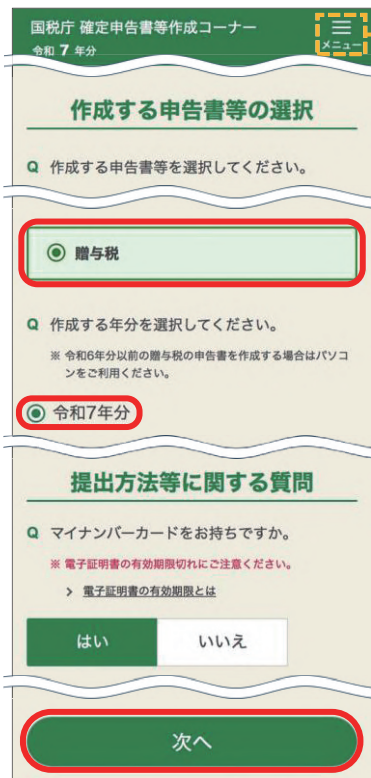 国税庁 確定申告書等作成コーナー
令和 7 年分
メニュー
作成する申告書等の選択
Q 作成する申告書等を選択してください。
贈与税
Q 作成する年分を選択してください。
※ 令和6年分以前の贈与税の申告書を作成する場合はパソコ
ンをご利用ください。
令和7年分
提出方法等に関する質問
Q マイナンバーカードをお持ちですか。
※ 電子証明書の有効期限切れにご注意ください。
> 電子証明書の有効期限とは
はい いいえ
次へ